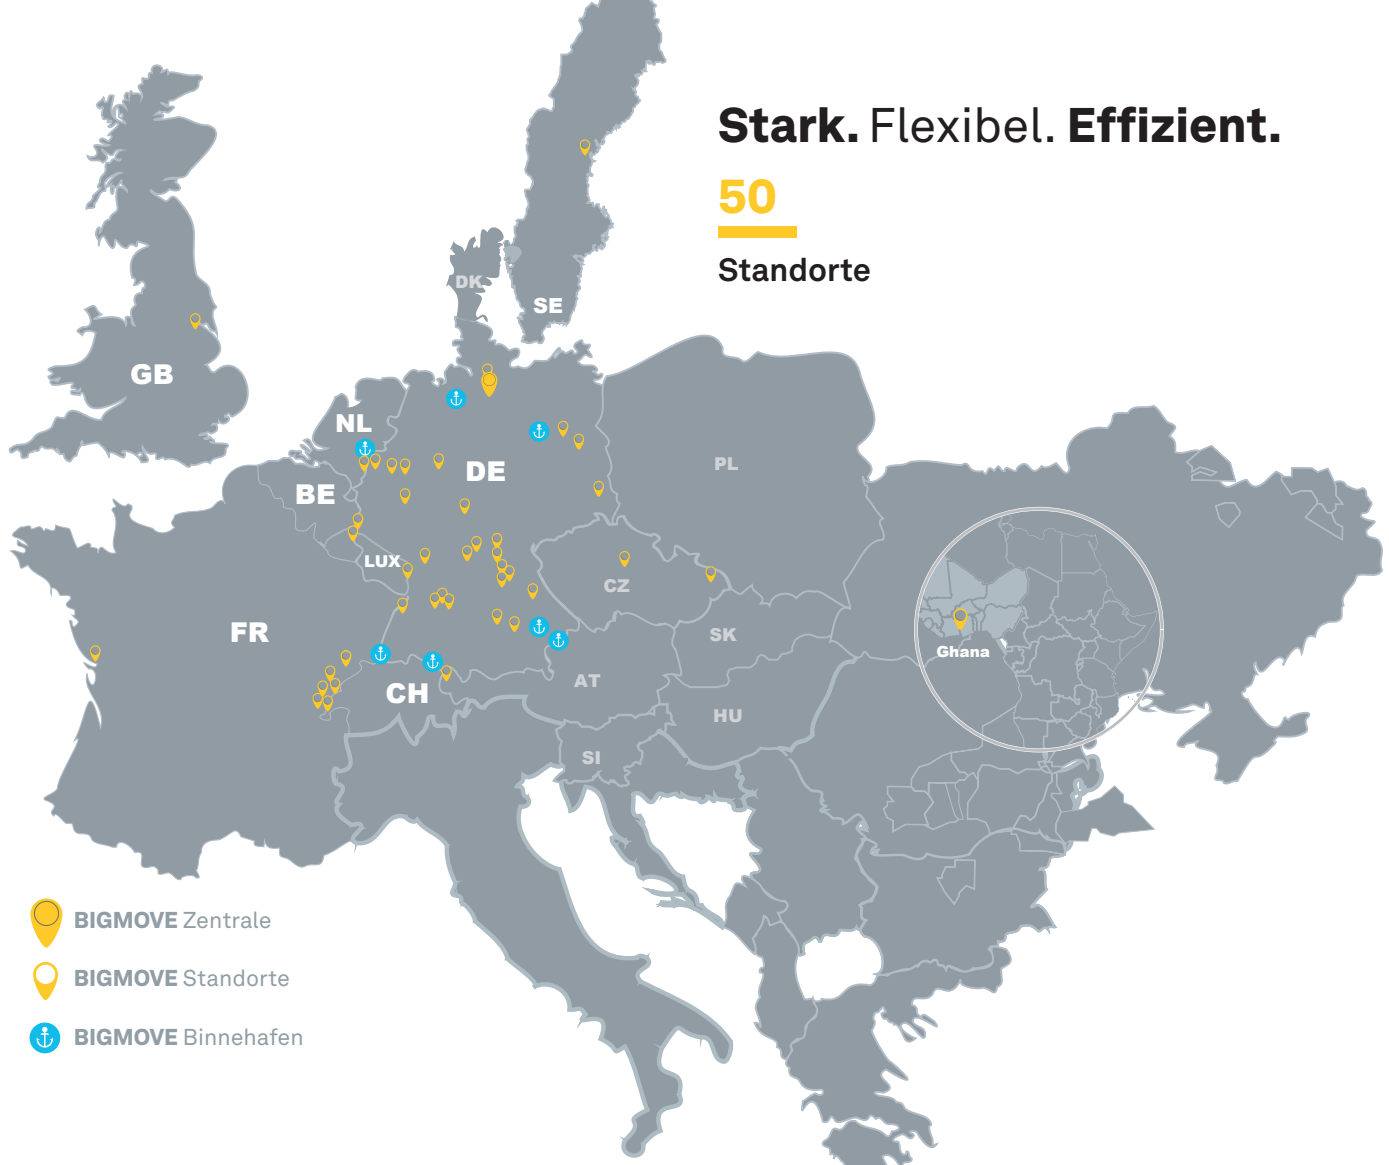 Stark. Flexibel. Effizient.
50
Standorte
DK
SE
GB
NL
DE
PL
BE
LUX
CZ
FR
SK
Ghana
CH
AT
HU
SI
BIGMOVE Zentrale
BIGMOVE Standorte
BIGMOVE Binnehafen